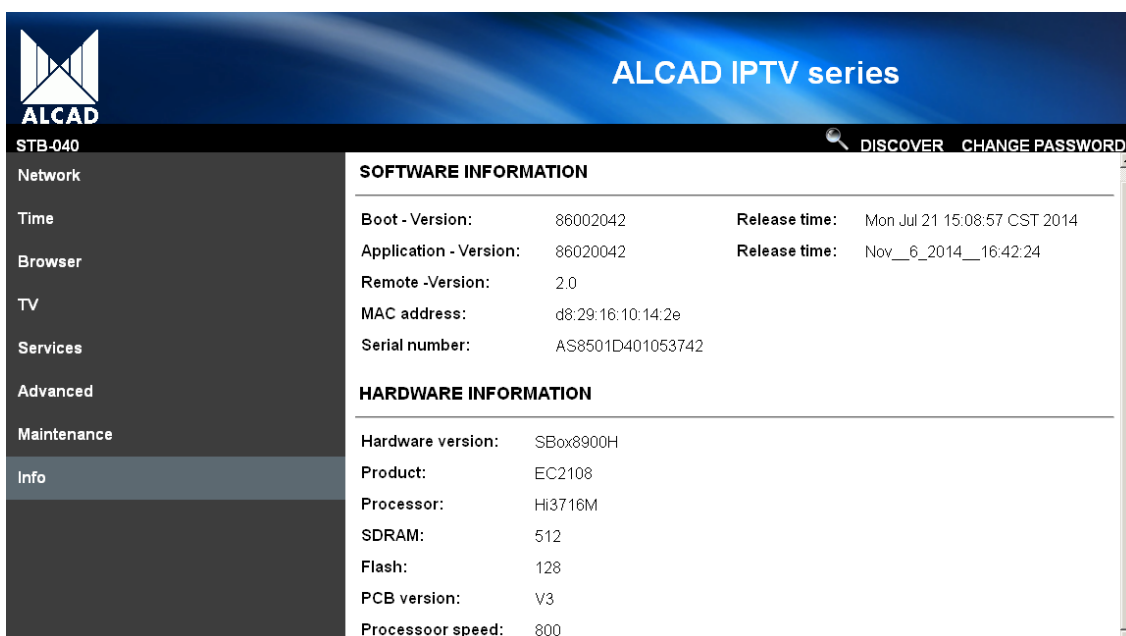 ALCAD IPTV series
ALCAD
STB-040
DISCOVER CHANGE PASSWORD
Network
Time
Browser
TV
Services
Advanced
Maintenance
Info
SOFTWARE INFORMATION
Boot - Version: 86002042 Release time: Mon Jul 21 15:08:57 CST 2014
Application - Version: 86020042 Release time: Nov__6_2014__16:42:24
Remote -Version: 2.0
MAC address: d8:29:16:10:14:2e
Serial number: AS8501D401053742
HARDWARE INFORMATION
Hardware version: SBox8900H
Product: EC2108
Processor: Hi3716M
SDRAM: 512
Flash: 128
PCB version: V3
Processoor speed: 800